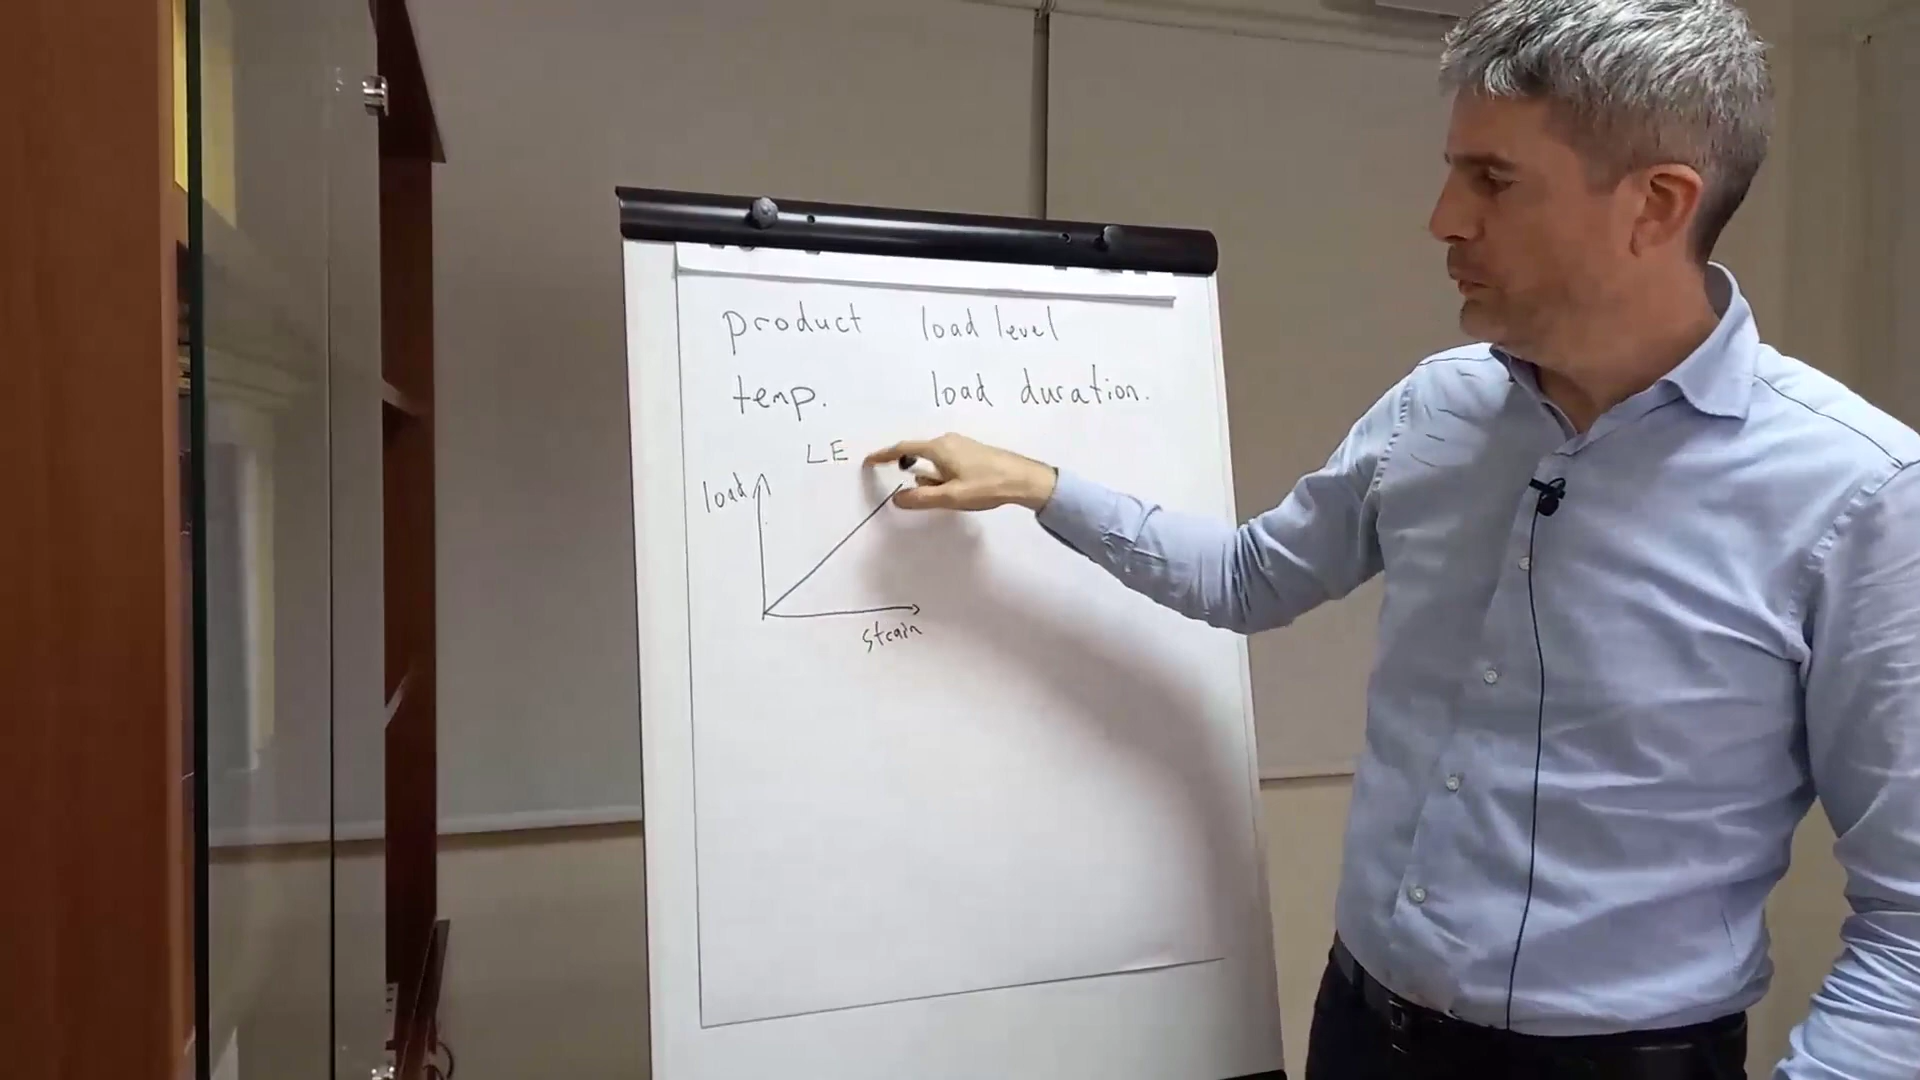 product load level
temp. load duration.
LE
load
strain